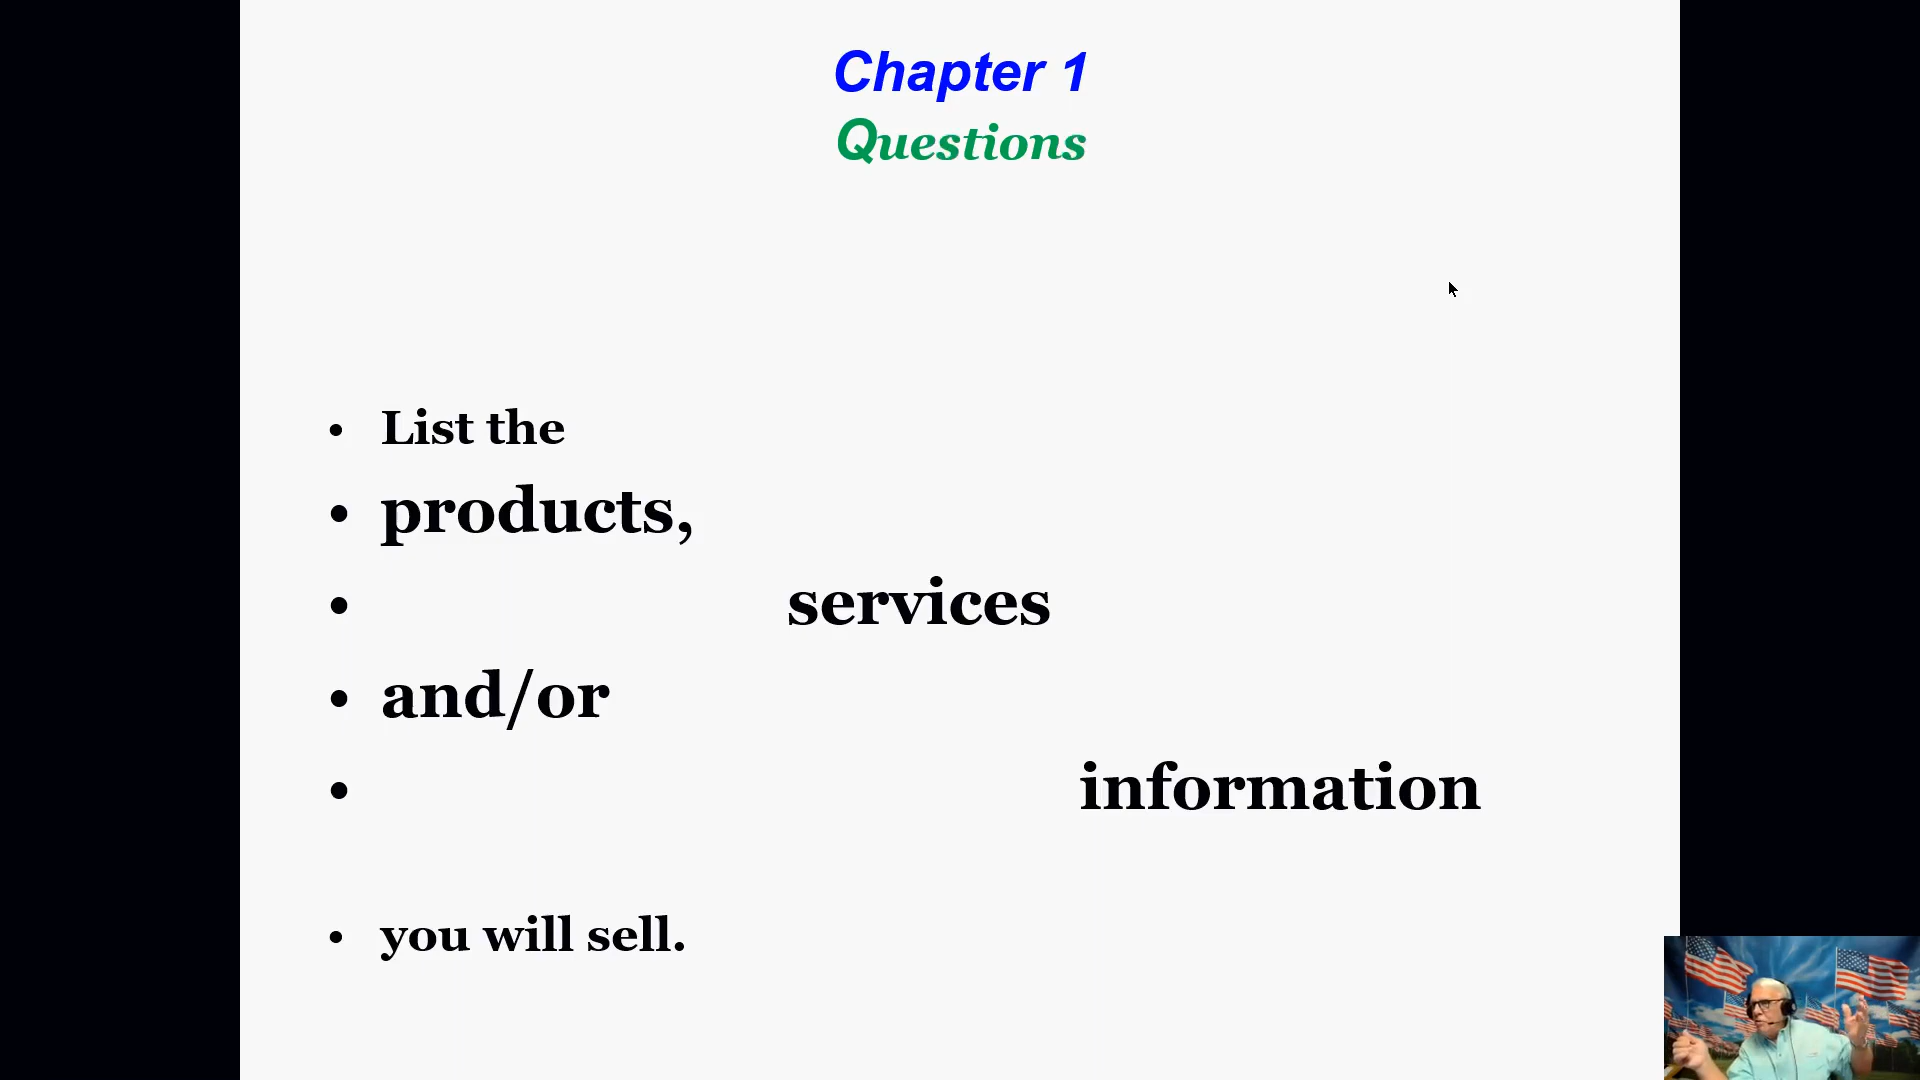 Chapter 1
Questions
• List the
• products,
• services
• and/or
• information
• you will sell.